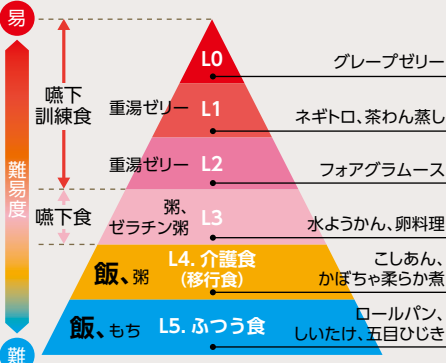 易
L0
グレープゼリー
嚥下
訓練食
重湯ゼリー
L1
ネギトロ、茶わん蒸し
重湯ゼリー
L2
フォアグラムース
難易度
嚥下食
粥、
ゼラチン粥
L3
水ようかん、卵料理
飯、粥
L4. 介護食
(移行食)
こしあん、
かぼちゃ柔らか煮
飯、もち
L5. ふつう食
ロールパン、
しいたけ、五目ひじき
難